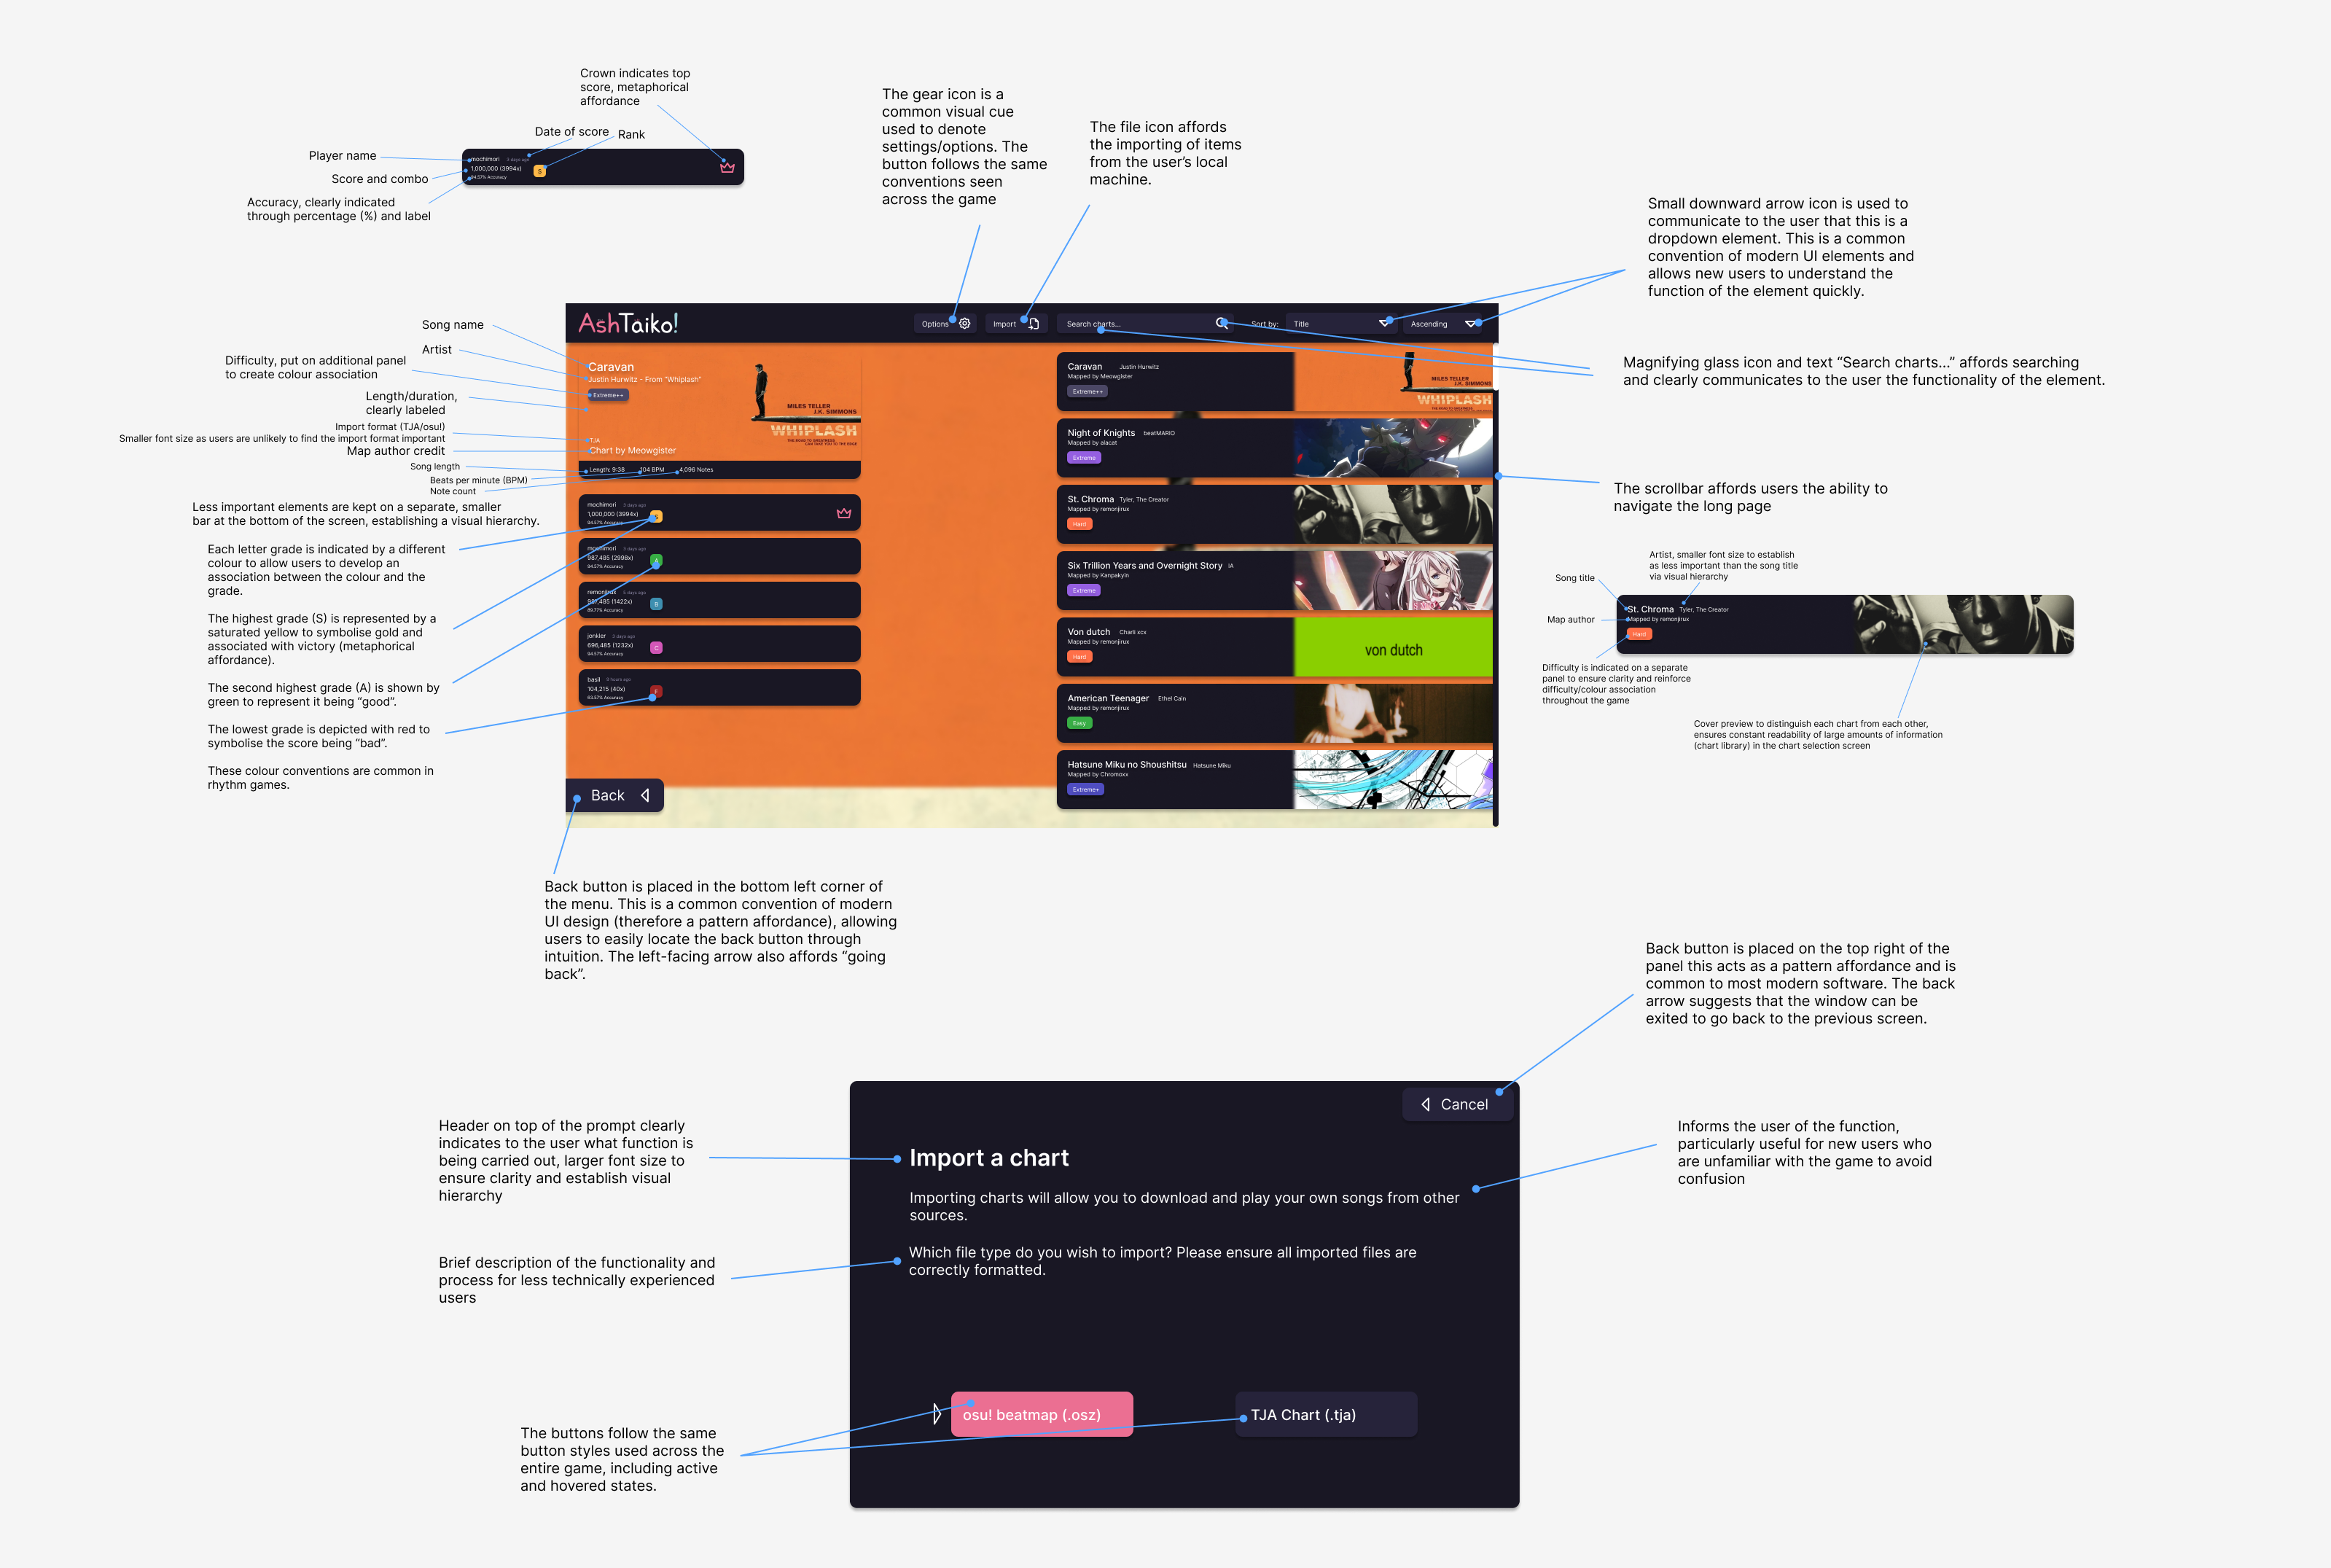 Crown indicates top
score, metaphorical
affordance
Date of score
Rank
Player name
Score and combo
Accuracy, clearly indicated
through percentage (%) and label
mochimori 3 days ago
1,000,000 (3994x)
94.57% Accuracy
S
The gear icon is a
common visual cue
used to denote
settings/options. The
button follows the same
conventions seen
across the game
The file icon affords
the importing of items
from the user's local
machine.
Small downward arrow icon is used to
communicate to the user that this is a
dropdown element. This is a common
convention of modern UI elements and
allows new users to understand the
function of the element quickly.
Magnifying glass icon and text “Search charts...” affords searching
and clearly communicates to the user the functionality of the element.
The scrollbar affords users the ability to
navigate the long page
Song name
Artist
Difficulty, put on additional panel
to create colour association
Length/duration,
clearly labeled
Import format (TJA/osu!)
Smaller font size as users are unlikely to find the import format important
Map author credit
Song length
Beats per minute (BPM)
Note count
Less important elements are kept on a separate, smaller
bar at the bottom of the screen, establishing a visual hierarchy.
Each letter grade is indicated by a different
colour to allow users to develop an
association between the colour and the
grade.
The highest grade (S) is represented by a
saturated yellow to symbolise gold and
associated with victory (metaphorical
affordance).
The second highest grade (A) is shown by
green to represent it being “good”.
The lowest grade is depicted with red to
symbolise the score being “bad”.
These colour conventions are common in
rhythm games.
AshTaiko!
Options
Import
Search charts...
Sort by:
Title
Ascending
Caravan
Justin Hurwitz - From "Whiplash"
Extreme++
TJA
Chart by Meowgister
MILES TELLER
J.K. SIMMONS
WHIPLASH
THE ROAD TO GREATNESS
CAN TAKE YOU TO THE EDGE
Length: 9:38
104 BPM
4,096 Notes
mochimori 3 days ago
1,000,000 (3994x)
94.57% Accuracy
mochimori 3 days ago
987,485 (2998x)
94.57% Accuracy
A
remonjirux 5 days ago
987,485 (1422x)
89.77% Accuracy
B
jonkler 3 days ago
696,485 (1232x)
94.57% Accuracy
C
basil 9 hours ago
104,215 (40x)
63.57% Accuracy
F
Back
Caravan Justin Hurwitz
Mapped by Meowgister
Extreme++
MILES TELLER
J.K. SIMMONS
WHIPLASH
Night of Knights beatMARIO
Mapped by alacat
Extreme
St. Chroma Tyler, The Creator
Mapped by remonjirux
Hard
Six Trillion Years and Overnight Story IA
Mapped by Kanpakyin
Extreme
Von dutch Charli xcx
Mapped by remonjirux
Hard
von dutch
American Teenager Ethel Cain
Mapped by remonjirux
Easy
Hatsune Miku no Shoushitsu Hatsune Miku
Mapped by Chromoxx
Extreme+
Artist, smaller font size to establish
as less important than the song title
via visual hierarchy
Song title
Map author
St. Chroma Tyler, The Creator
Mapped by remonjirux
Hard
Difficulty is indicated on a separate
panel to ensure clarity and reinforce
difficulty/colour association
throughout the game
Cover preview to distinguish each chart from each other,
ensures constant readability of large amounts of information
(chart library) in the chart selection screen
Back button is placed in the bottom left corner of
the menu. This is a common convention of modern
UI design (therefore a pattern affordance), allowing
users to easily locate the back button through
intuition. The left-facing arrow also affords “going
back”.
Back button is placed on the top right of the
panel this acts as a pattern affordance and is
common to most modern software. The back
arrow suggests that the window can be
exited to go back to the previous screen.
Header on top of the prompt clearly
indicates to the user what function is
being carried out, larger font size to
ensure clarity and establish visual
hierarchy
Cancel
Import a chart
Importing charts will allow you to download and play your own songs from other
sources.
Which file type do you wish to import? Please ensure all imported files are
correctly formatted.
osu! beatmap (.osz)
TJA Chart (.tja)
Informs the user of the function,
particularly useful for new users who
are unfamiliar with the game to avoid
confusion
Brief description of the functionality and
process for less technically experienced
users
The buttons follow the same
button styles used across the
entire game, including active
and hovered states.